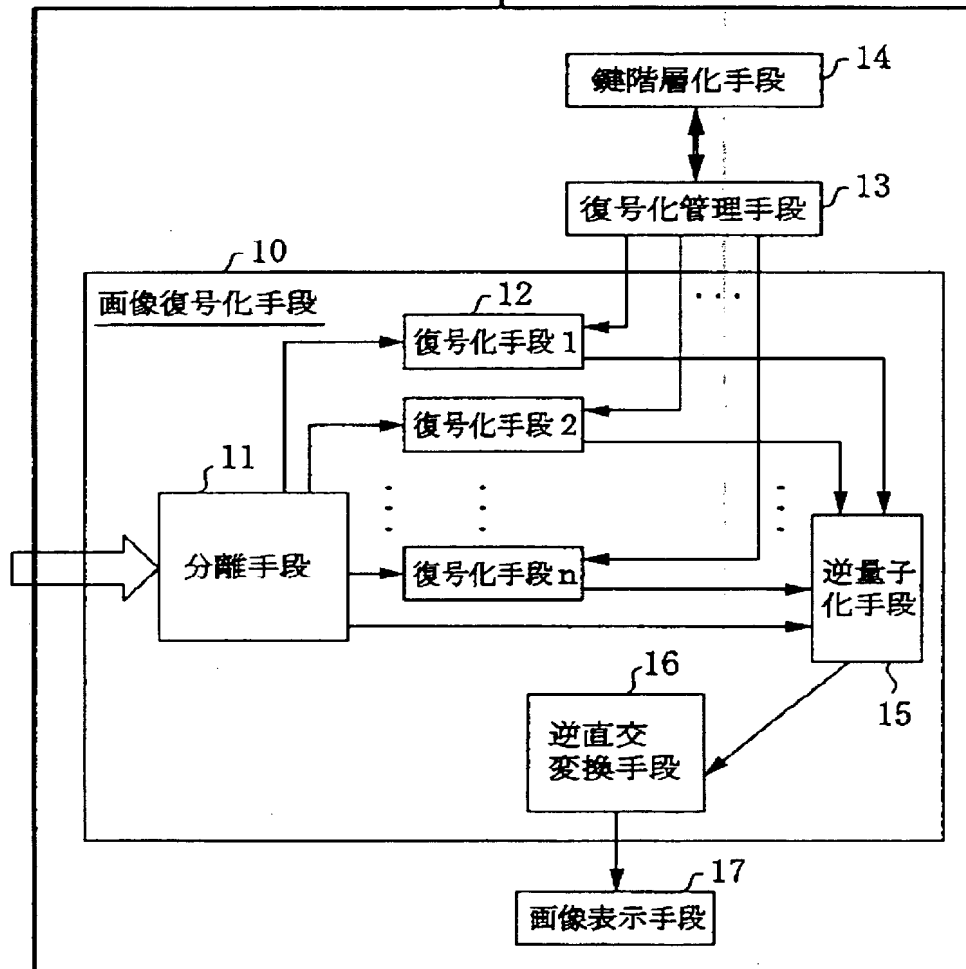 14
鍵階層化手段
13
復号化管理手段
10
画像復号化手段
12
復号化手段1
復号化手段2
11
分離手段
復号化手段n
逆量子
化手段
15
16
逆直交
変換手段
17
画像表示手段